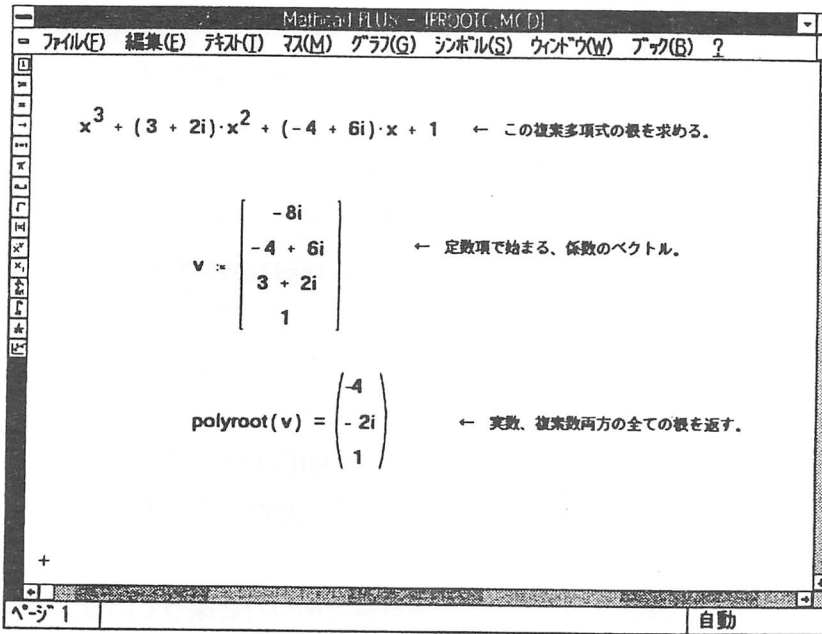 Mathcad PLUS - [FROOTC.MCD]
ファイル(F) 編集(E) テキスト(T) マス(M) グラフ(G) シンボル(S) ウィンドウ(W) ブック(B) ?
x^3 + (3 + 2i)·x^2 + (-4 + 6i)·x + 1 ← この複素多項式の根を求める。
-8i
-4 + 6i
v := ← 定数項で始まる、係数のベクトル。
3 + 2i
1
-4
polyroot(v) = - 2i ← 実数、複素数両方の全ての根を返す。
1
+
ページ 1 自動